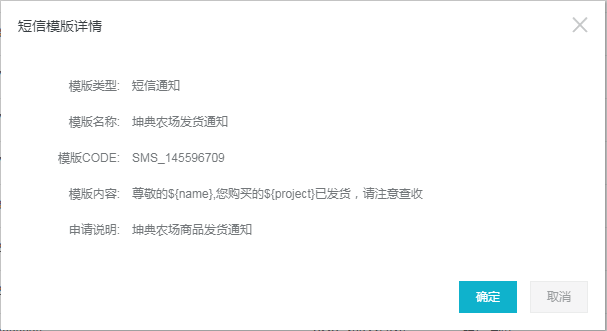 短信模版详情
模版类型: 短信通知
模版名称: 坤典农场发货通知
模版CODE: SMS_145596709
模版内容: 尊敬的${name},您购买的${project}已发货，请注意查收
申请说明: 坤典农场商品发货通知
确定 取消